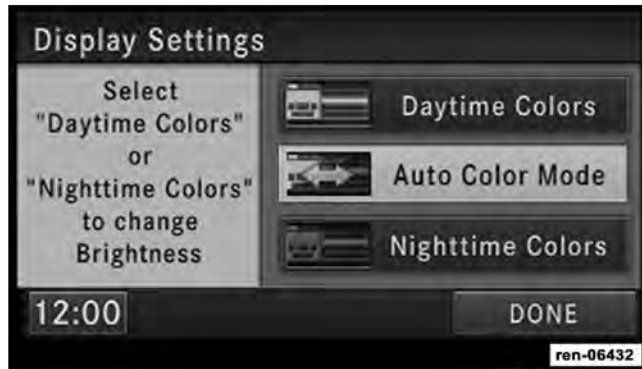 Display Settings
Select
"Daytime Colors"
or
"Nighttime Colors"
to change
Brightness
Daytime Colors
Auto Color Mode
Nighttime Colors
12:00
DONE
ren-06432